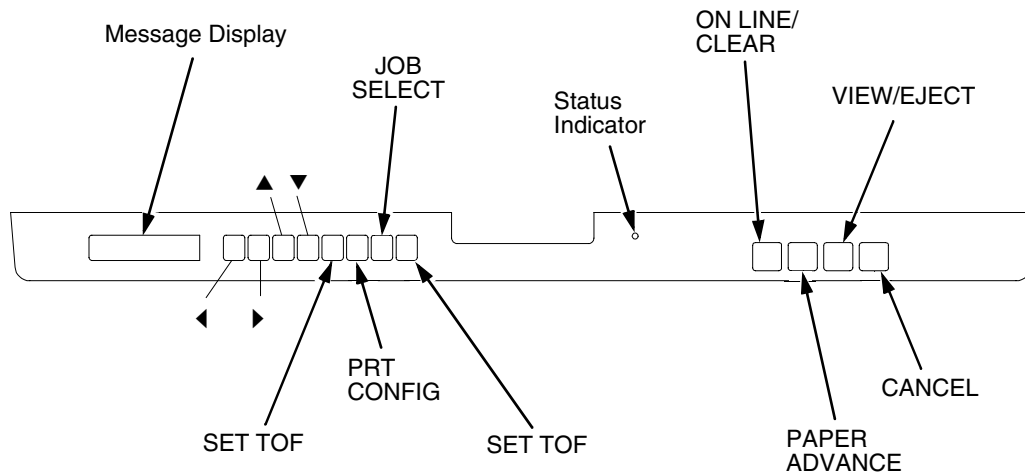 Message Display
JOB
SELECT
Status
Indicator
ON LINE/
CLEAR
VIEW/EJECT
SET TOF
PRT
CONFIG
SET TOF
PAPER
ADVANCE
CANCEL